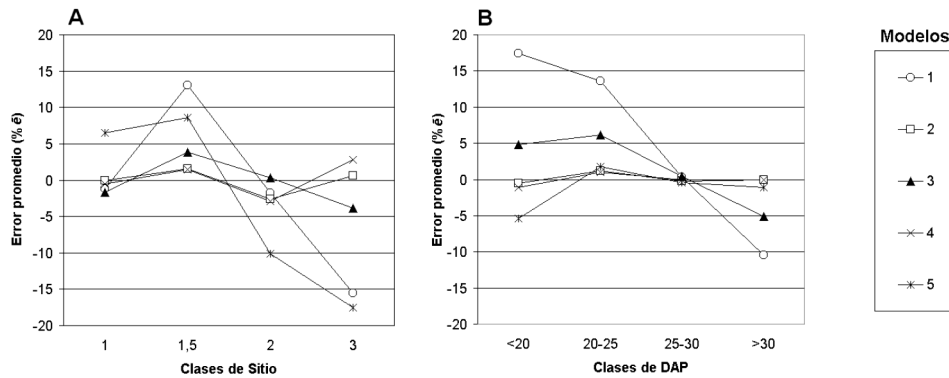 A
Error promedio (% ē)
20
15
10
5
0
-5
-10
-15
-20
1 1,5 2 3
Clases de Sitio
B
Error promedio (% ē)
20
15
10
5
0
-5
-10
-15
-20
<20 20-25 25-30 >30
Clases de DAP
Modelos
1
2
3
4
5